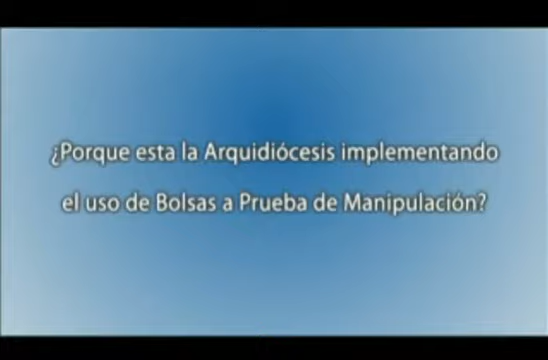 ¿Porque esta la Arquidiócesis implementando
el uso de Bolsas a Prueba de Manipulación?